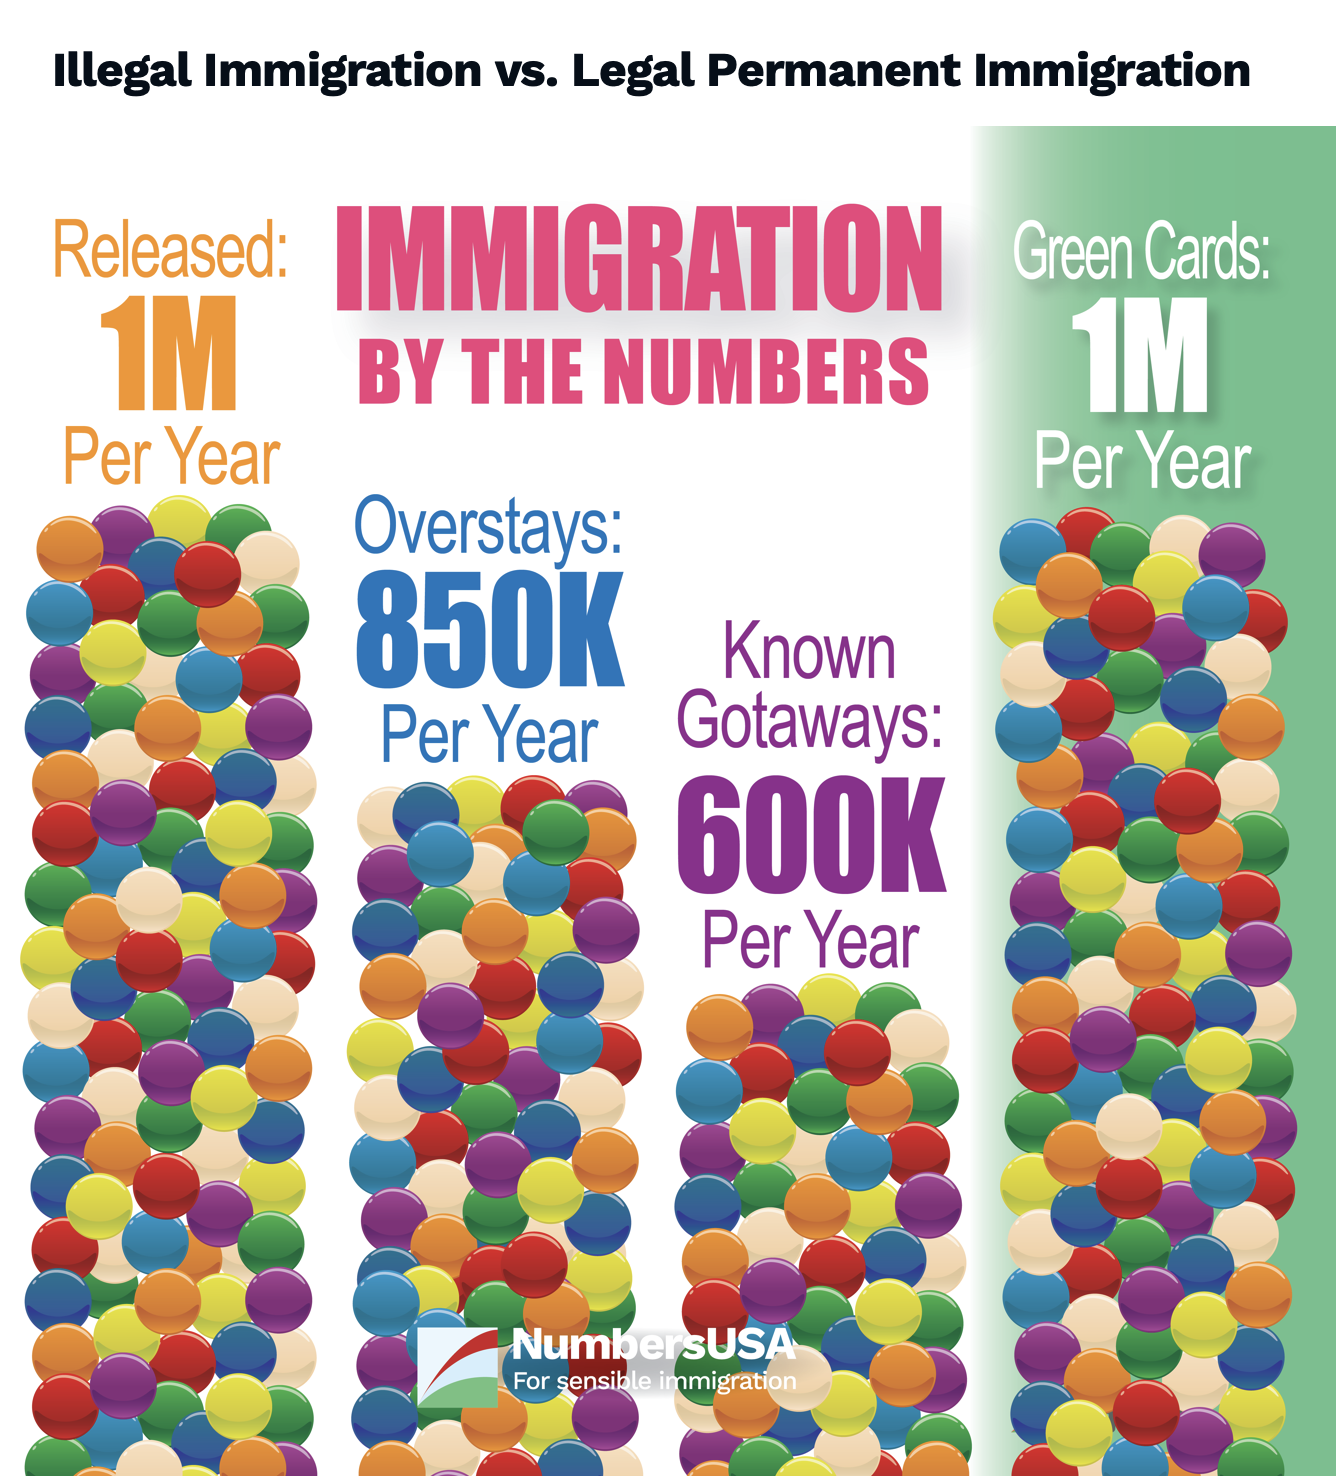 Illegal Immigration vs. Legal Permanent Immigration
IMMIGRATION
BY THE NUMBERS
Released:
1M
Per Year
Overstays:
850K
Per Year
Known
Gotaways:
600K
Per Year
Green Cards:
1M
Per Year
NumbersUSA
For sensible immigration